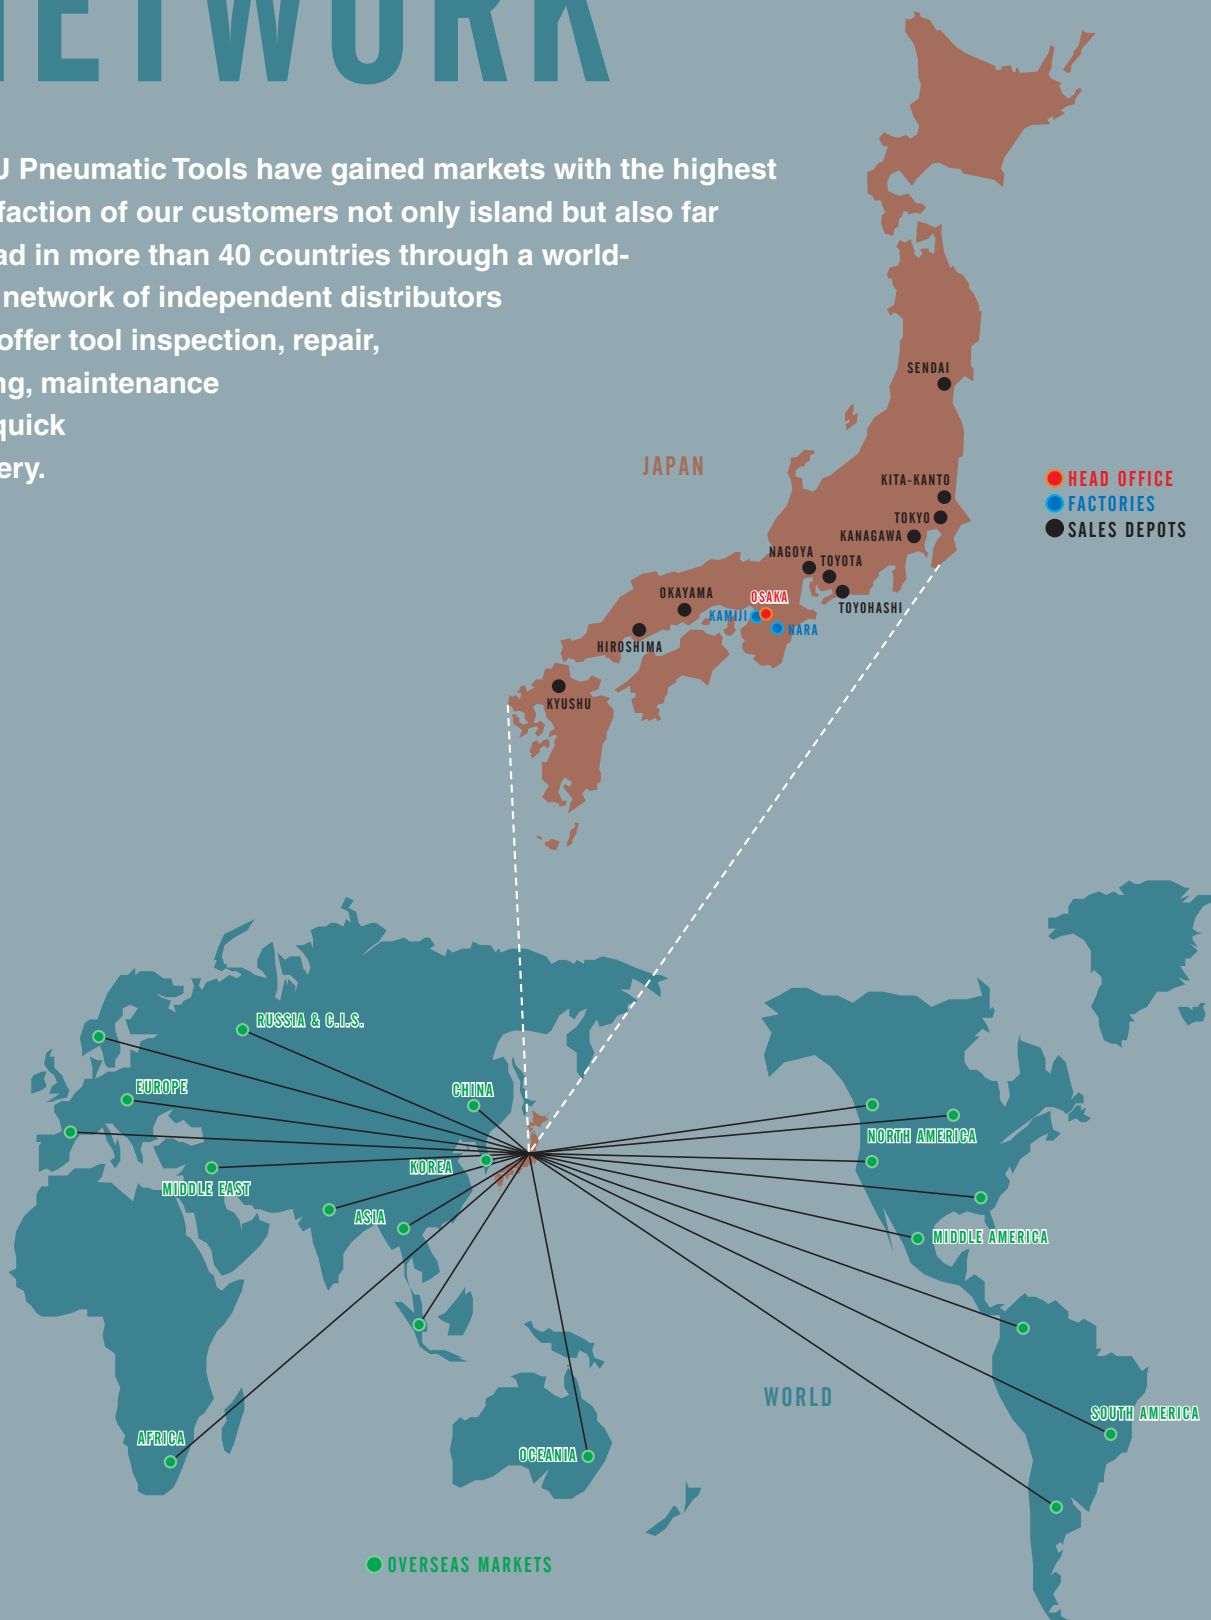 NETWORK
U Pneumatic Tools have gained markets with the highest
faction of our customers not only island but also far
ad in more than 40 countries through a world-
network of independent distributors
offer tool inspection, repair,
ng, maintenance
quick
ery.
SENDAI
JAPAN
KITA-KANTO
HEAD OFFICE
FACTORIES
SALES DEPOTS
TOKYO
KANAGAWA
NAGOYA
TOYOTA
OKAYAMA
OSAKA
TOYOHASHI
KAMIJI
NARA
HIROSHIMA
KYUSHU
RUSSIA & C.I.S.
EUROPE
CHINA
NORTH AMERICA
KOREA
MIDDLE EAST
ASIA
MIDDLE AMERICA
WORLD
SOUTH AMERICA
AFRICA
OCEANIA
OVERSEAS MARKETS